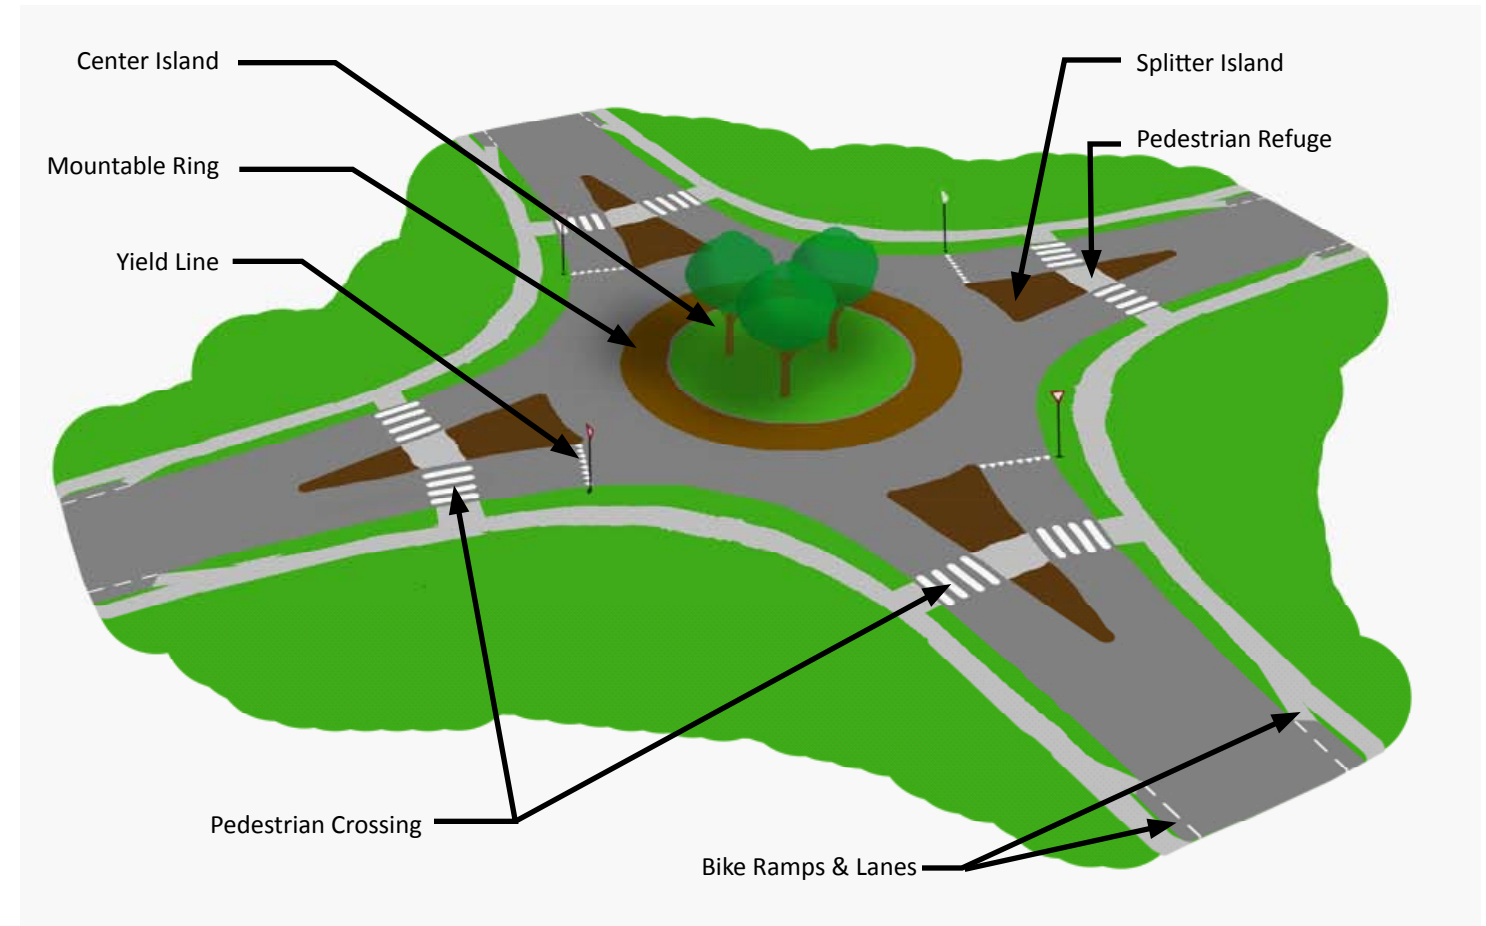 Center Island
Splitter Island
Mountable Ring
Pedestrian Refuge
Yield Line
Pedestrian Crossing
Bike Ramps & Lanes